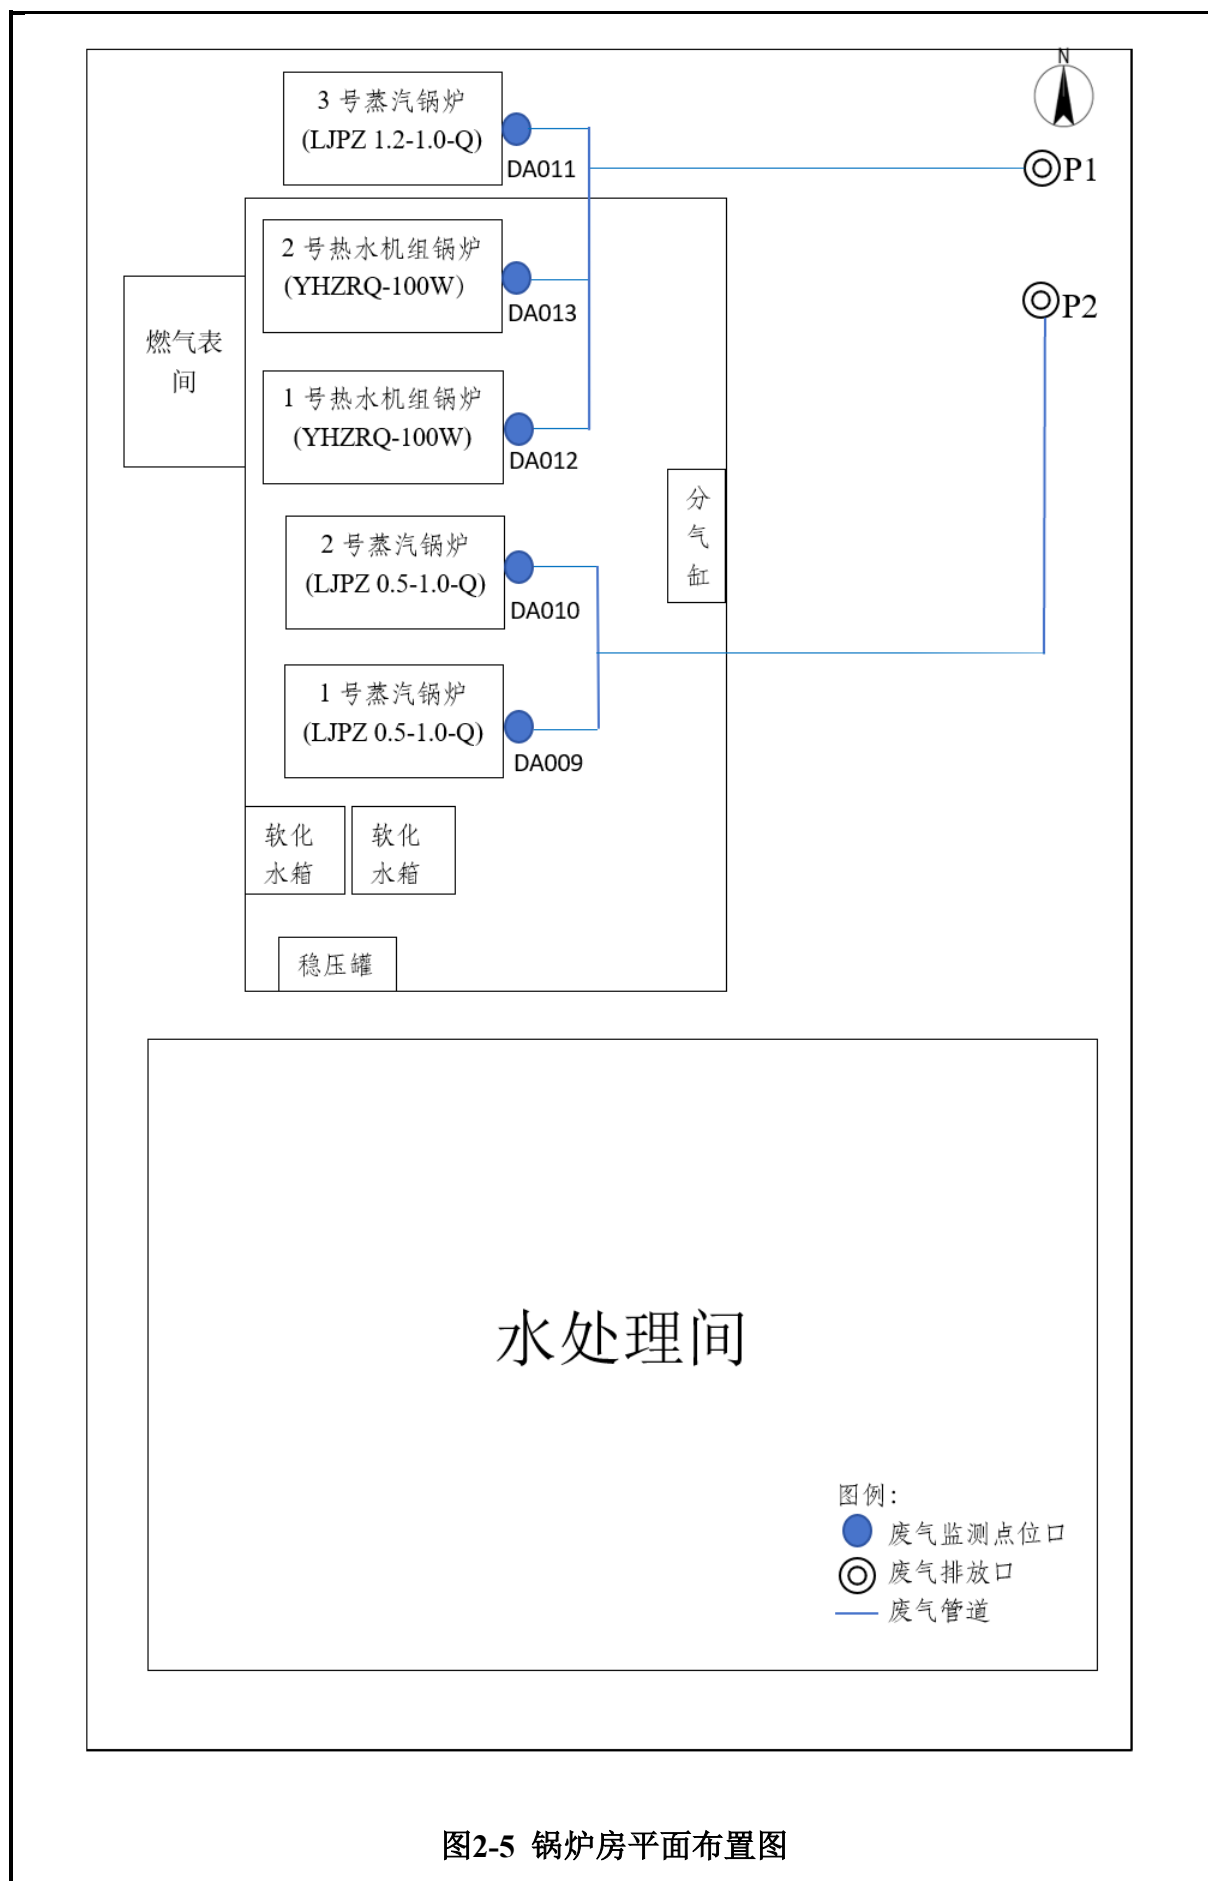 N
3 号蒸汽锅炉
(LJPZ 1.2-1.0-Q)
DA011
P1
2 号热水机组锅炉
(YHZRQ-100W)
DA013
P2
燃气表
间
1 号热水机组锅炉
(YHZRQ-100W)
DA012
分
气
缸
2 号蒸汽锅炉
(LJPZ 0.5-1.0-Q)
DA010
1 号蒸汽锅炉
(LJPZ 0.5-1.0-Q)
DA009
软化
水箱
软化
水箱
稳压罐
水处理间
图例：
废气监测点位口
废气排放口
废气管道
图2-5 锅炉房平面布置图